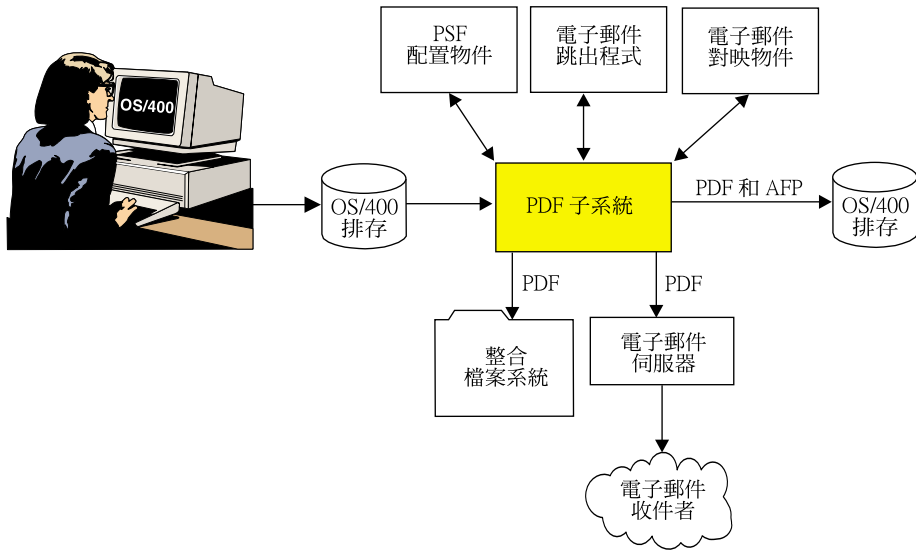 PSF
配置物件
電子郵件
跳出程式
電子郵件
對映物件
OS/400
OS/400
排存
PDF 子系統
PDF 和 AFP
OS/400
排存
PDF
PDF
整合
檔案系統
電子郵件
伺服器
電子郵件
收件者